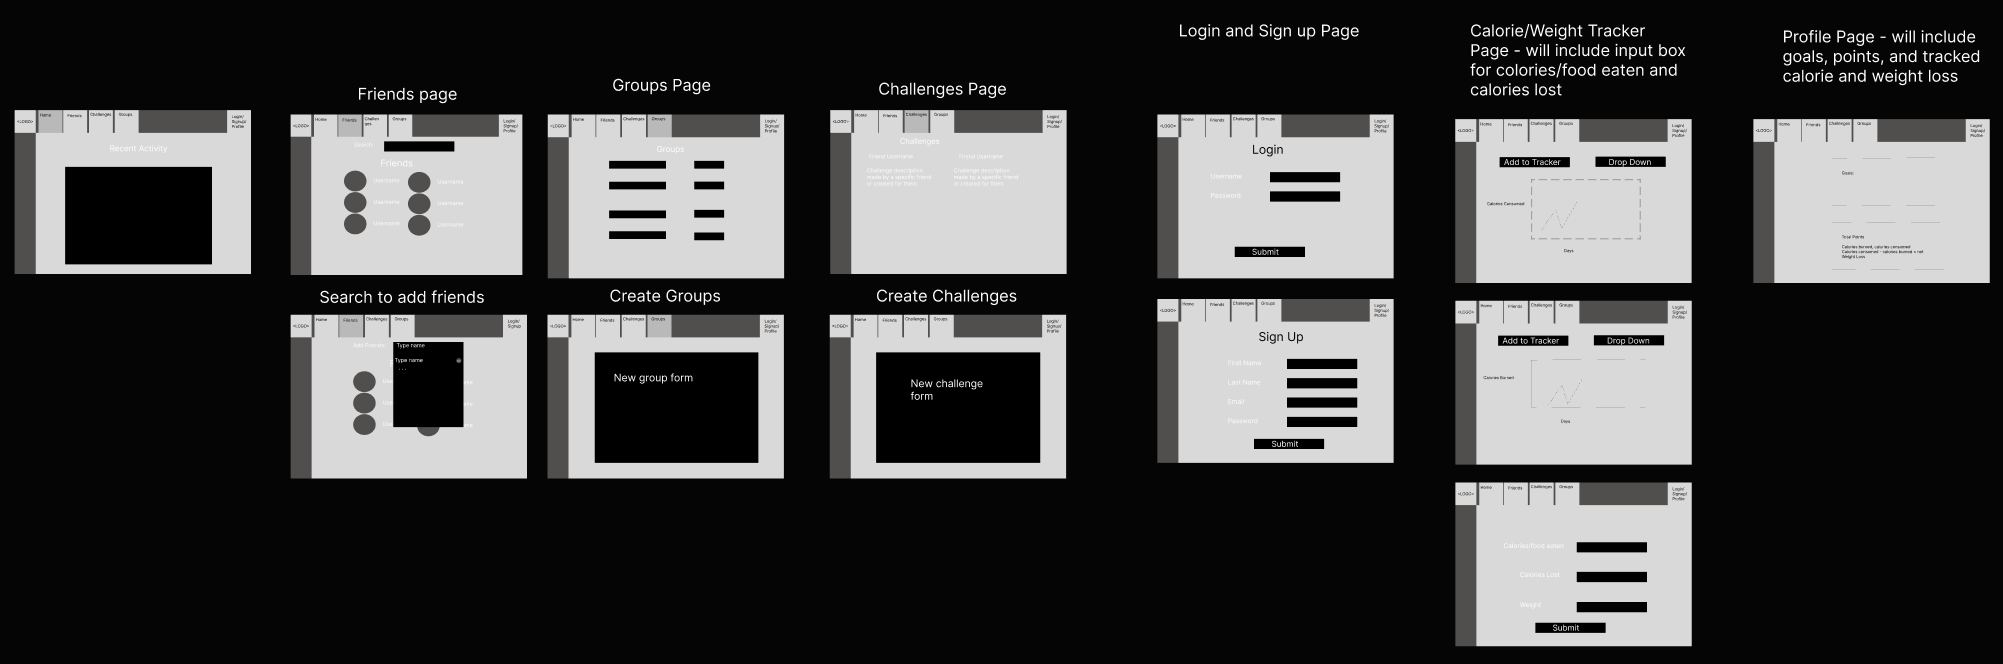 Login and Sign up Page
Calorie/Weight Tracker
Page - will include input box
for colories/food eaten and
calories lost
Profile Page - will include
goals, points, and tracked
calorie and weight loss
Friends page
Groups Page
Challenges Page
<LOGO>
Home
Friends
Challenges
Groups
Login/
Signup/
Profile
Recent Activity
<LOGO>
Home
Friends
Challen
ges
Groups
Login/
Signup/
Profile
Search
Friends
Username
Username
Username
Username
Username
Username
<LOGO>
Home
Friends
Challenges
Groups
Login/
Signup/
Profile
Groups
<LOGO>
Home
Friends
Challenges
Groups
Login/
Signup/
Profile
Challenges
Friend Username
Friend Username
Challenge description
made by a specific friend
or created for them
Challenge description
made by a specific friend
or created for them
<LOGO>
Home
Friends
Challenges
Groups
Login/
Signup/
Profile
Login
Username
Password
Submit
<LOGO>
Home
Friends
Challenges
Groups
Login/
Signup/
Profile
Add to Tracker
Drop Down
Calories Consumed
Days
<LOGO>
Home
Friends
Challenges
Groups
Login/
Signup/
Profile
Goals:
Total Points
Calories burned, calories consumed
Calories consumed - calories burned = net
Weight Loss
Search to add friends
Create Groups
Create Challenges
<LOGO>
Home
Friends
Challenges
Groups
Login/
Signup
Add Friends
Type name
Type name
...
<LOGO>
Home
Friends
Challenges
Groups
Login/
Signup/
Profile
New group form
<LOGO>
Home
Friends
Challenges
Groups
Login/
Signup/
Profile
New challenge
form
<LOGO>
Home
Friends
Challenges
Groups
Login/
Signup/
Profile
Sign Up
First Name
Last Name
Email
Password
Submit
<LOGO>
Home
Friends
Challenges
Groups
Login/
Signup/
Profile
Add to Tracker
Drop Down
Calories Burned
Days
<LOGO>
Home
Friends
Challenges
Groups
Login/
Signup/
Profile
Calories/food eaten
Calories Lost
Weight
Submit